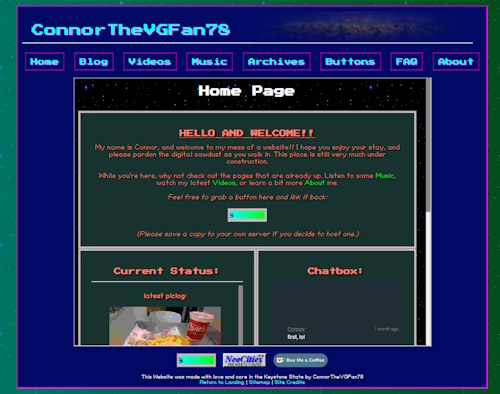 ConnorTheVGFan78
Home Blog Videos Music Archives Buttons FAQ About
Home Page
HELLO AND WELCOME!!
My name is Connor, and welcome to my mess of a website!! I hope you enjoy your stay, and
please pardon the digital sawdust as you walk in. This place is still very much under
construction.
While you're here, why not check out the pages that are already up. Listen to some Music,
watch my latest Videos, or learn a bit more About me.
Feel free to grab a button here and link it back:
(Please save a copy to your own server if you decide to host one.)
Current Status:
Chatbox:
latest piclog:
Connor
1 month ago
first, lol
NeoCities
Buy Me a Coffee
This Website was made with love and care in the Keystone State by ConnorTheVGFan78
Return to Landing | Sitemap | Site Credits